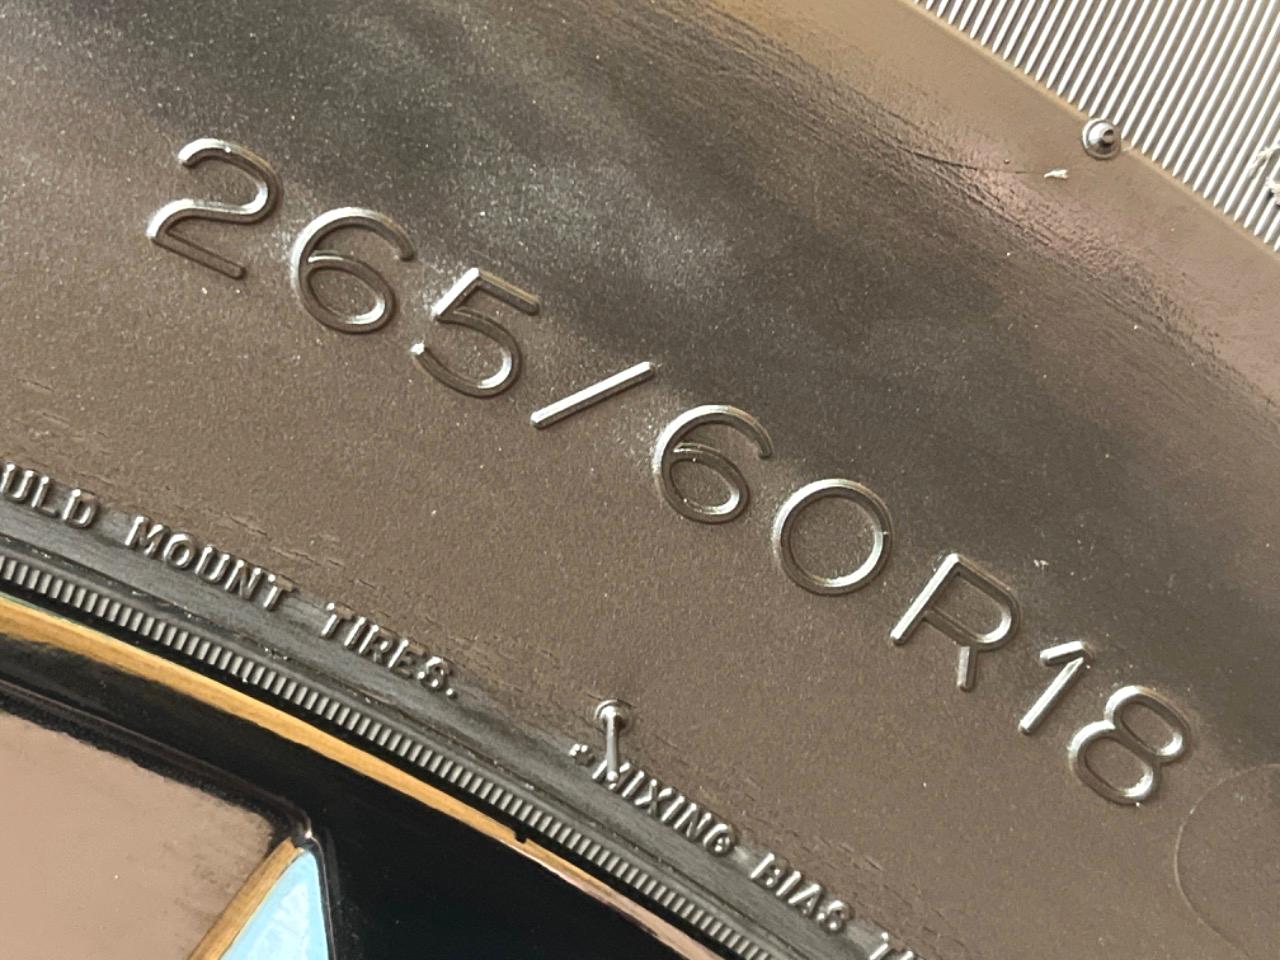 265/60R18
ULD MOUNT TIRES.
"MIXING BIAS